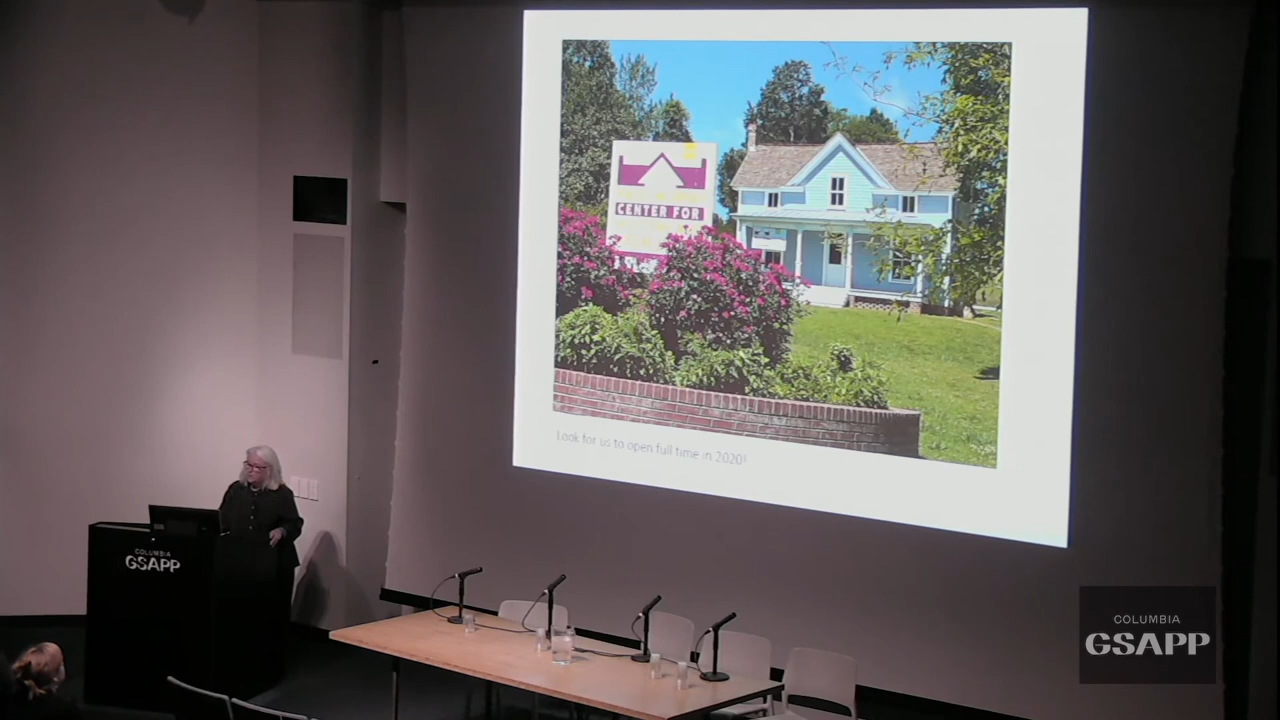 CENTER FOR
Look for us to open full time in 2020!
COLUMBIA
GSAPP
COLUMBIA
GSAPP